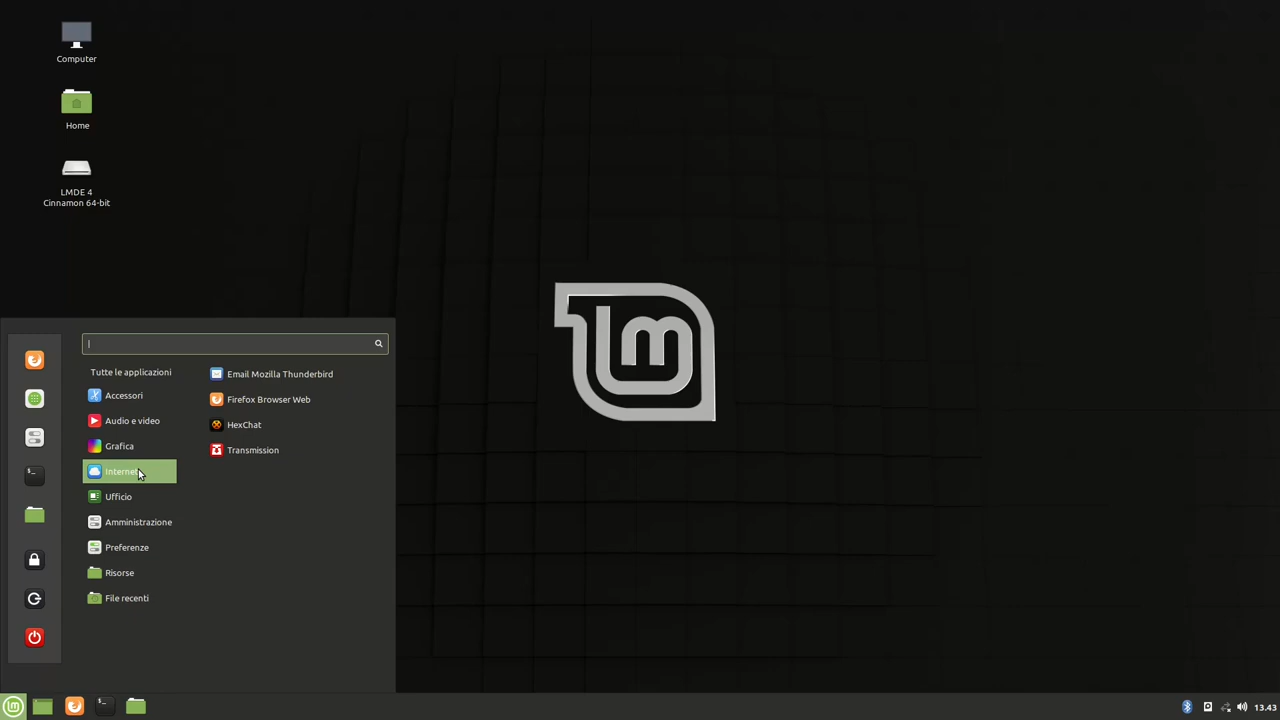 Computer
Home
LMDE 4
Cinnamon 64-bit
lm
Tutte le applicazioni
Accessori
Audio e video
Grafica
Internet
Ufficio
Amministrazione
Preferenze
Risorse
File recenti
Email Mozilla Thunderbird
Firefox Browser Web
HexChat
Transmission
13.43